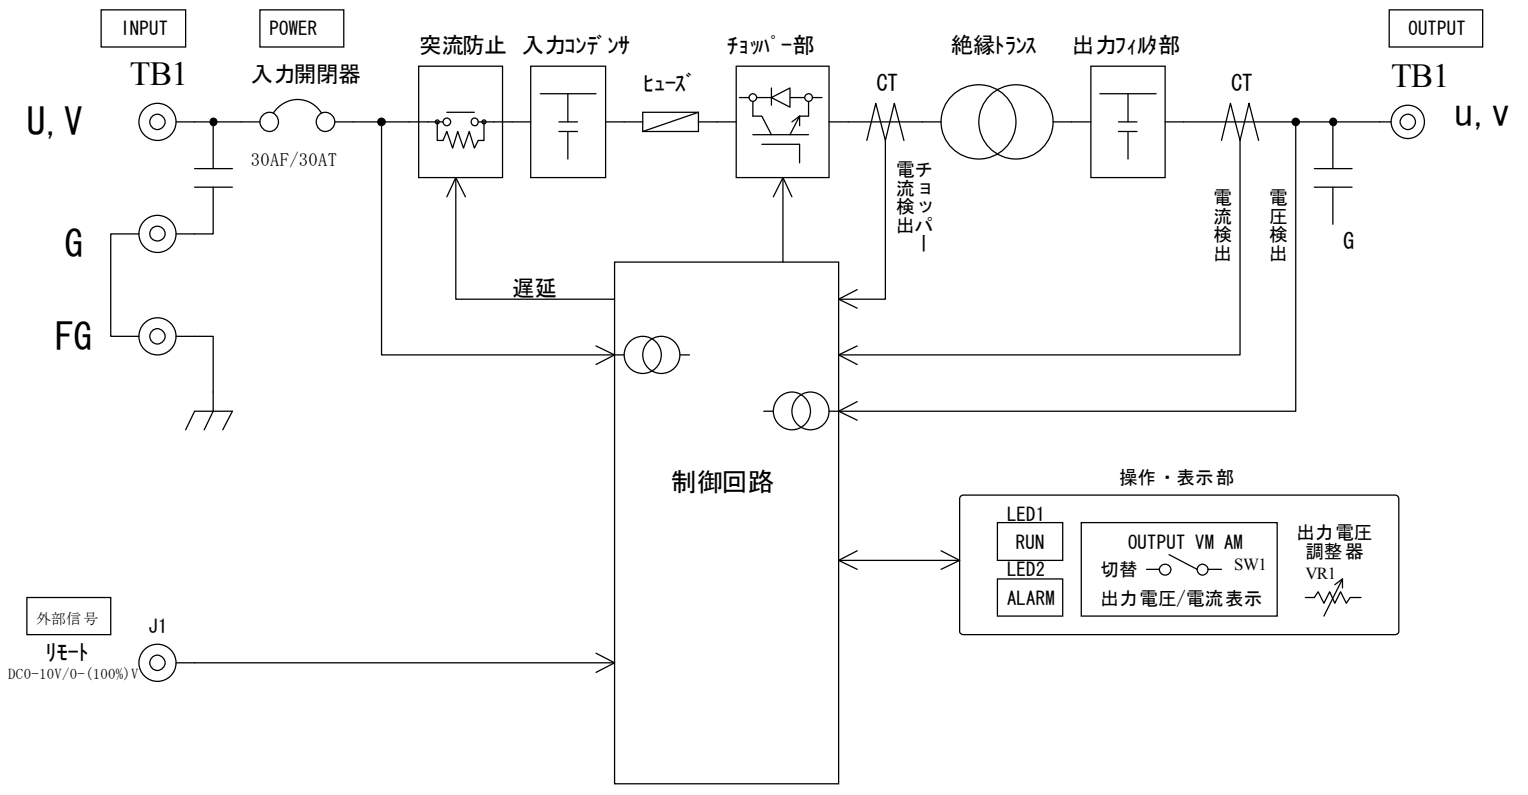 INPUT
POWER
OUTPUT
TB1
入力開閉器
突流防止
入力ｺﾝﾃﾞﾝｻ
ﾋｭｰｽﾞ
ﾁｮｯﾊﾟｰ部
CT
絶縁ﾄﾗﾝｽ
出力ﾌｨﾙﾀ部
CT
TB1
U,V
30AF/30AT
u,v
チョッパー
電流検出
電流検出
電圧検出
G
G
遅延
FG
制御回路
操作・表示部
LED1
RUN
OUTPUT VM AM
出力電圧
調整器
LED2
切替
SW1
VR1
ALARM
出力電圧/電流表示
外部信号
J1
ﾘﾓｰﾄ
DC0-10V/0-(100%)V